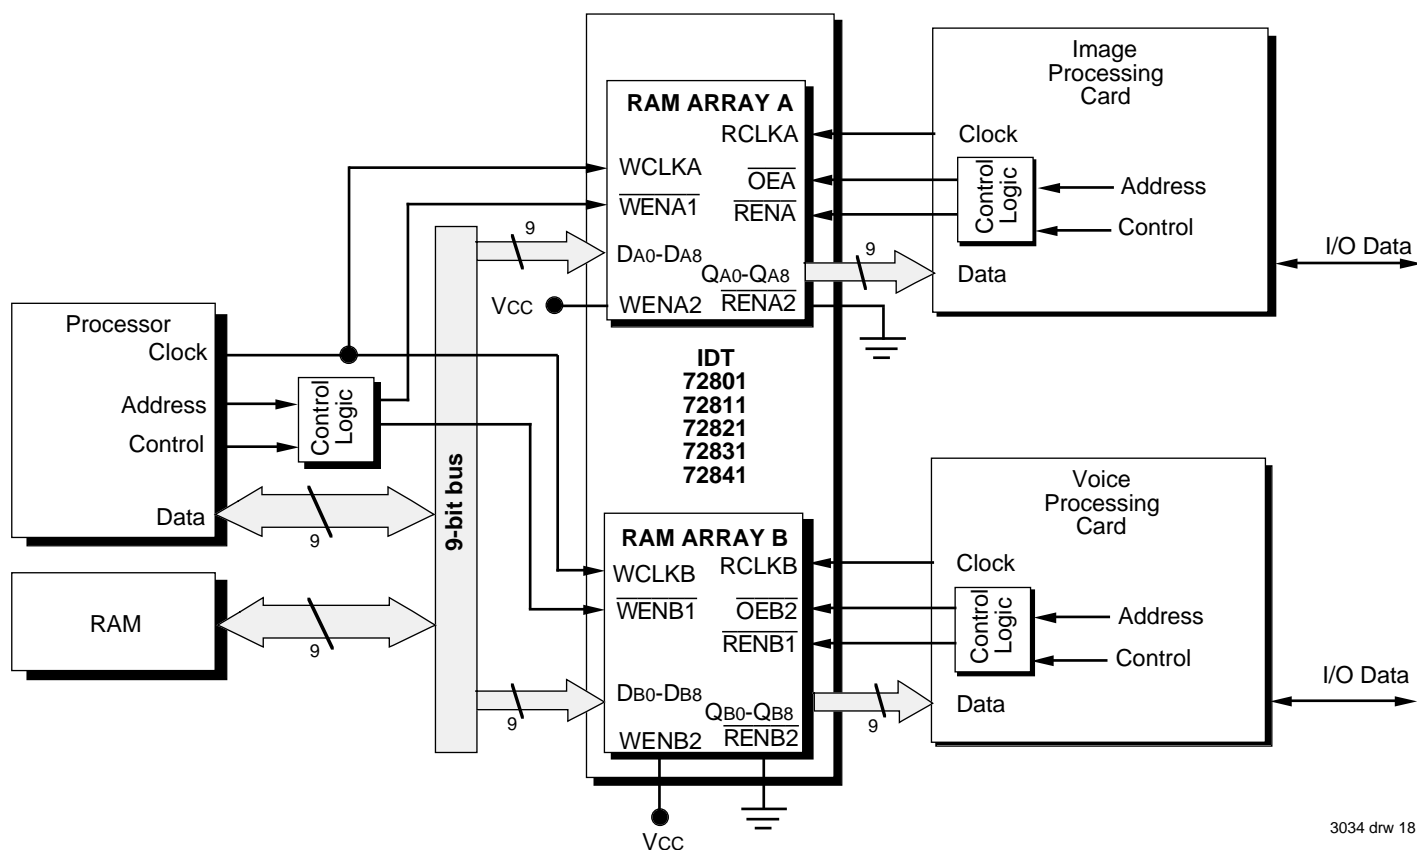 Processor
Clock
Address
Control
Data
RAM
Control
Logic
9
9
9-bit bus
9
9
VCC
RAM ARRAY A
RCLKA
WCLKA
OEA
WENA1
RENA
DA0-DA8
QA0-QA8
WENA2
RENA2
IDT
72801
72811
72821
72831
72841
RAM ARRAY B
RCLKB
WCLKB
OEB2
WENB1
RENB1
DB0-DB8
QB0-QB8
WENB2
RENB2
VCC
9
9
Image
Processing
Card
Clock
Control
Logic
Address
Control
Data
I/O Data
Voice
Processing
Card
Clock
Control
Logic
Address
Control
Data
I/O Data
3034 drw 18